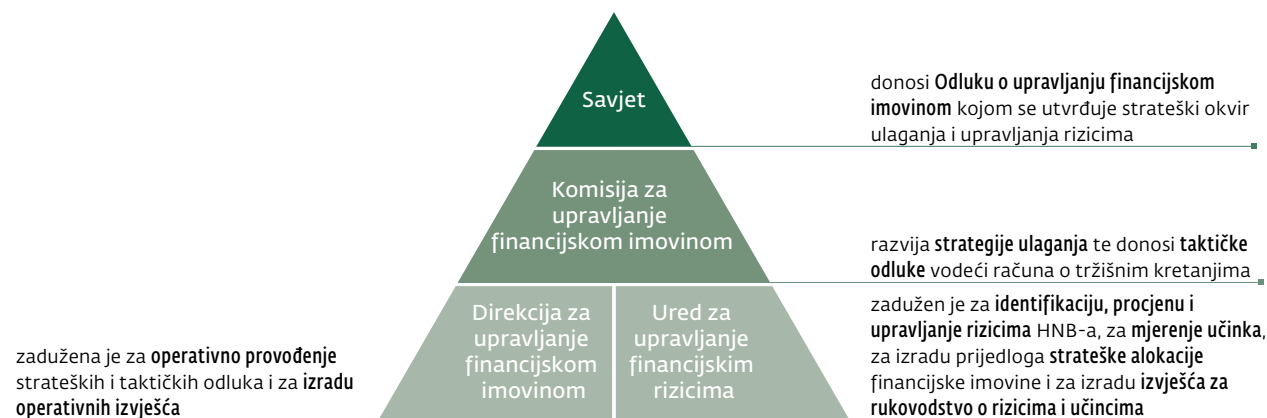 Savjet
donosi Odluku o upravljanju financijskom
imovinom kojom se utvrđuje strateški okvir
ulaganja i upravljanja rizicima
Komisija za
upravljanje
financijskom imovinom
razvija strategije ulaganja te donosi taktičke
odluke vodeći računa o tržišnim kretanjima
Direkcija za
upravljanje
financijskom
imovinom
zadužena je za operativno provođenje
strateških i taktičkih odluka i za izradu
operativnih izvješća
Ured za
upravljanje
financijskim
rizicima
zadužen je za identifikaciju, procjenu i
upravljanje rizicima HNB-a, za mjerenje učinka,
za izradu prijedloga strateške alokacije
financijske imovine i za izradu izvješća za
rukovodstvo o rizicima i učincima